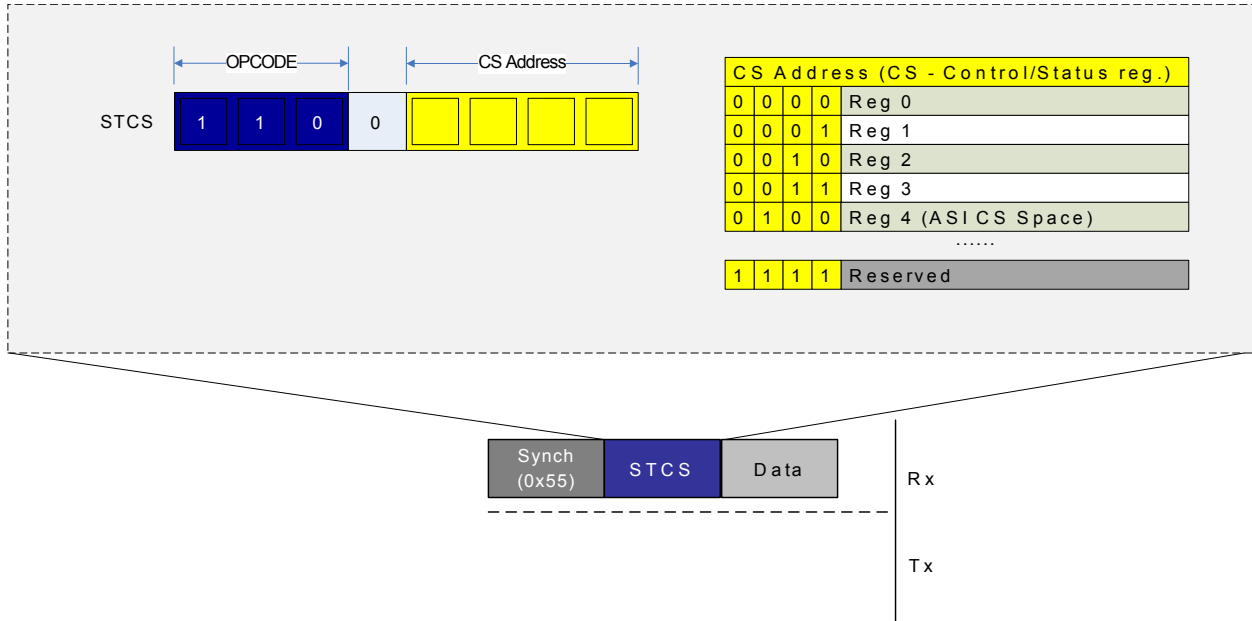 OPCODE CS Address
STCS 1 1 0 0
CS Address (CS - Control/Status reg.)
0 0 0 0 Reg 0
0 0 0 1 Reg 1
0 0 1 0 Reg 2
0 0 1 1 Reg 3
0 1 0 0 Reg 4 (ASI CS Space)
......
1 1 1 1 Reserved
Synch
(0x55)
STCS
Data
Rx
Tx